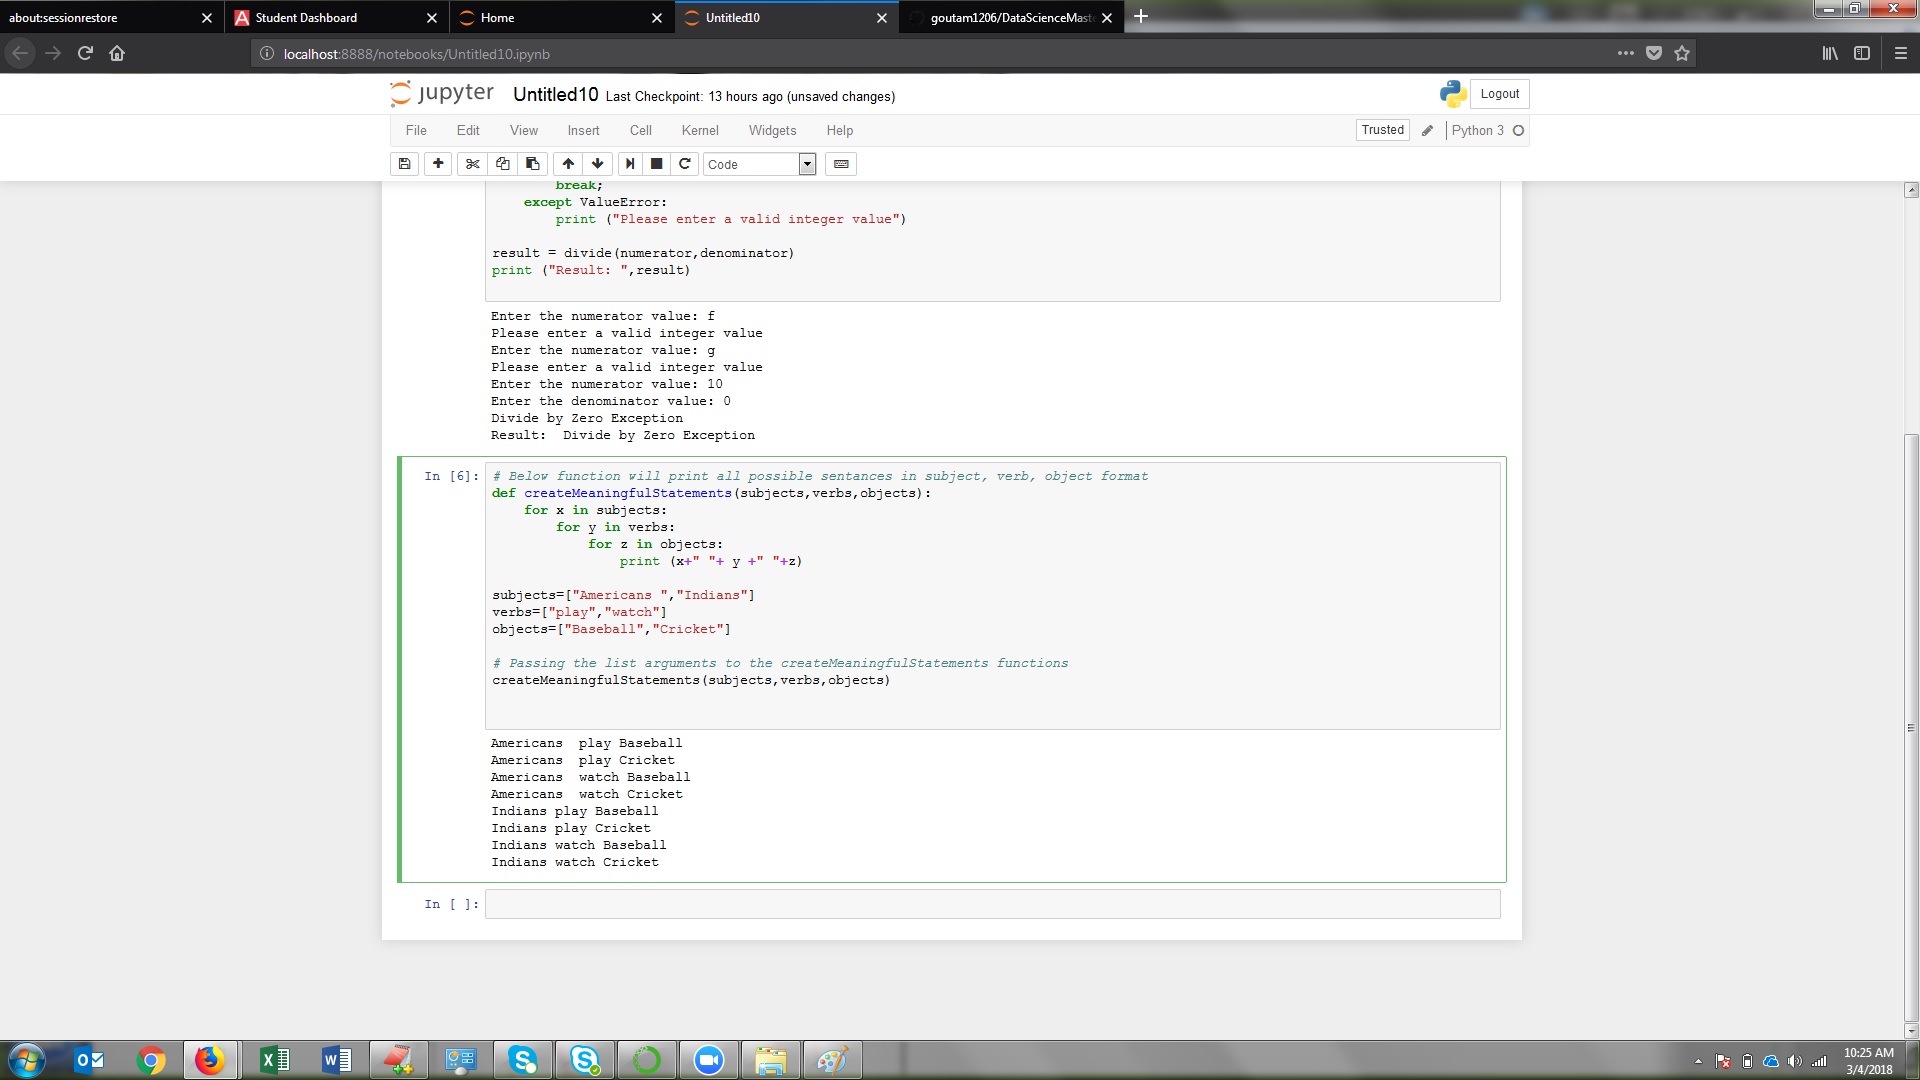 about:sessionrestore
Student Dashboard
Home
Untitled10
goutam1206/DataScienceMast
localhost:8888/notebooks/Untitled10.ipynb
jupyter Untitled10 Last Checkpoint: 13 hours ago (unsaved changes)
Logout
File Edit View Insert Cell Kernel Widgets Help
Trusted
Python 3
Code
        break;
    except ValueError:
        print ("Please enter a valid integer value")
result = divide(numerator,denominator)
print ("Result: ",result)
Enter the numerator value: f
Please enter a valid integer value
Enter the numerator value: g
Please enter a valid integer value
Enter the numerator value: 10
Enter the denominator value: 0
Divide by Zero Exception
Result:  Divide by Zero Exception
In [6]: # Below function will print all possible sentances in subject, verb, object format
def createMeaningfulStatements(subjects,verbs,objects):
    for x in subjects:
        for y in verbs:
            for z in objects:
                print (x+" "+ y +" "+z)
subjects=["Americans ","Indians"]
verbs=["play","watch"]
objects=["Baseball","Cricket"]
# Passing the list arguments to the createMeaningfulStatements functions
createMeaningfulStatements(subjects,verbs,objects)
Americans  play Baseball
Americans  play Cricket
Americans  watch Baseball
Americans  watch Cricket
Indians play Baseball
Indians play Cricket
Indians watch Baseball
Indians watch Cricket
In [ ]:
10:25 AM
3/4/2018